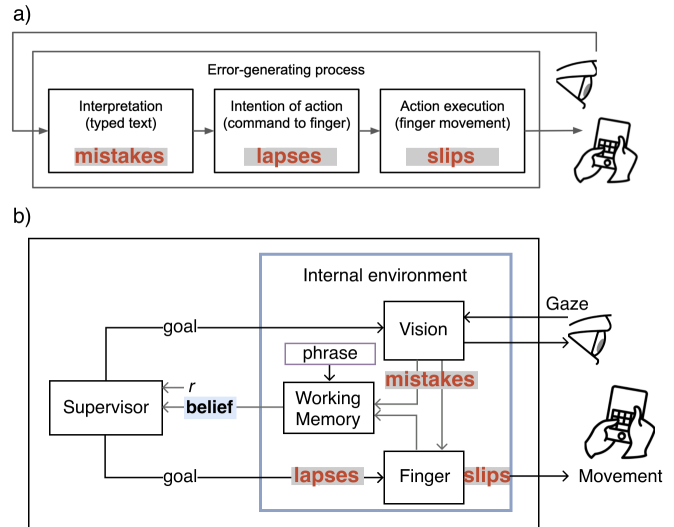 a)
Error-generating process
Interpretation
(typed text)
mistakes
Intention of action
(command to finger)
lapses
Action execution
(finger movement)
slips
b)
Internal environment
goal
Vision
Gaze
phrase
mistakes
r
Supervisor
belief
Working
Memory
goal
lapses
Finger
slips
Movement